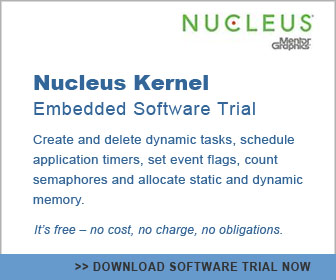 NUCLEUS
Mentor
Graphics
Nucleus Kernel
Embedded Software Trial
Create and delete dynamic tasks, schedule
application timers, set event flags, count
semaphores and allocate static and dynamic
memory.
It's free – no cost, no charge, no obligations.
>> DOWNLOAD SOFTWARE TRIAL NOW